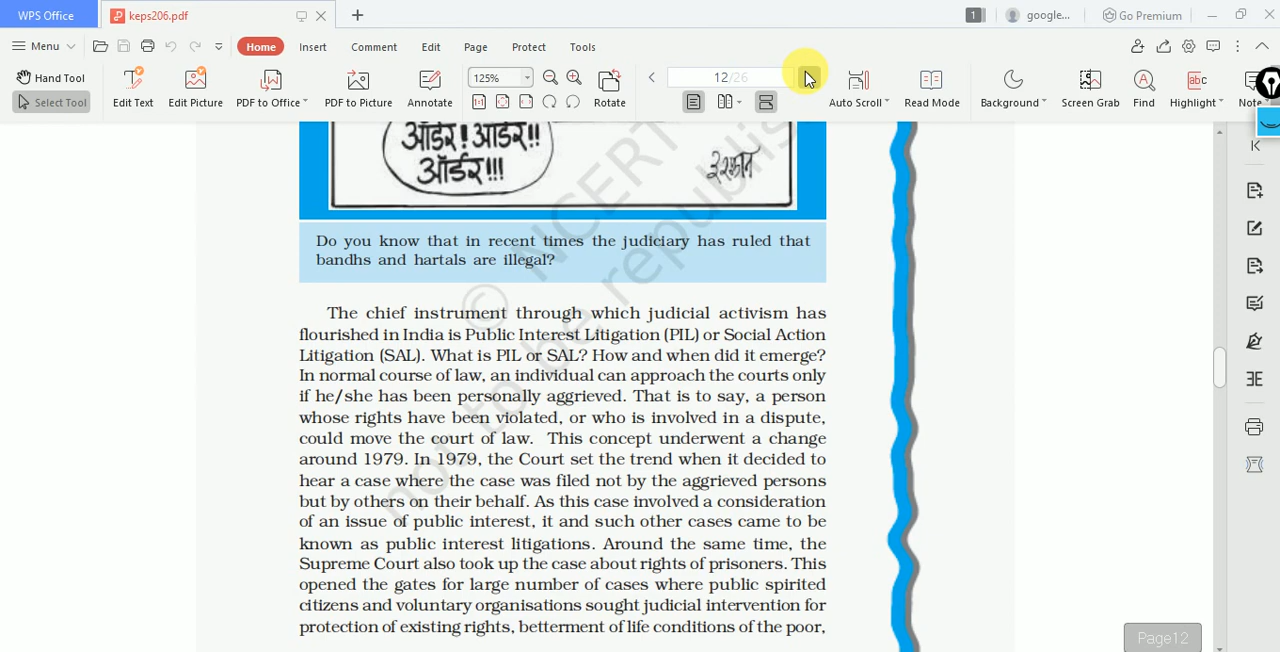 WPS Office
keps206.pdf
1
google...
Go Premium
Menu
Home
Insert
Comment
Edit
Page
Protect
Tools
Hand Tool
Select Tool
Edit Text
Edit Picture
PDF to Office
PDF to Picture
Annotate
125%
Rotate
12/26
Auto Scroll
Read Mode
Background
Screen Grab
Find
abc
Highlight
Note
ऑर्डर! ऑर्डर!!
ऑर्डर!!!
इरफान
Do you know that in recent times the judiciary has ruled that
bandhs and hartals are illegal?
The chief instrument through which judicial activism has
flourished in India is Public Interest Litigation (PIL) or Social Action
Litigation (SAL). What is PIL or SAL? How and when did it emerge?
In normal course of law, an individual can approach the courts only
if he/she has been personally aggrieved. That is to say, a person
whose rights have been violated, or who is involved in a dispute,
could move the court of law. This concept underwent a change
around 1979. In 1979, the Court set the trend when it decided to
hear a case where the case was filed not by the aggrieved persons
but by others on their behalf. As this case involved a consideration
of an issue of public interest, it and such other cases came to be
known as public interest litigations. Around the same time, the
Supreme Court also took up the case about rights of prisoners. This
opened the gates for large number of cases where public spirited
citizens and voluntary organisations sought judicial intervention for
protection of existing rights, betterment of life conditions of the poor,
© NCERT
not to be republis
Page12